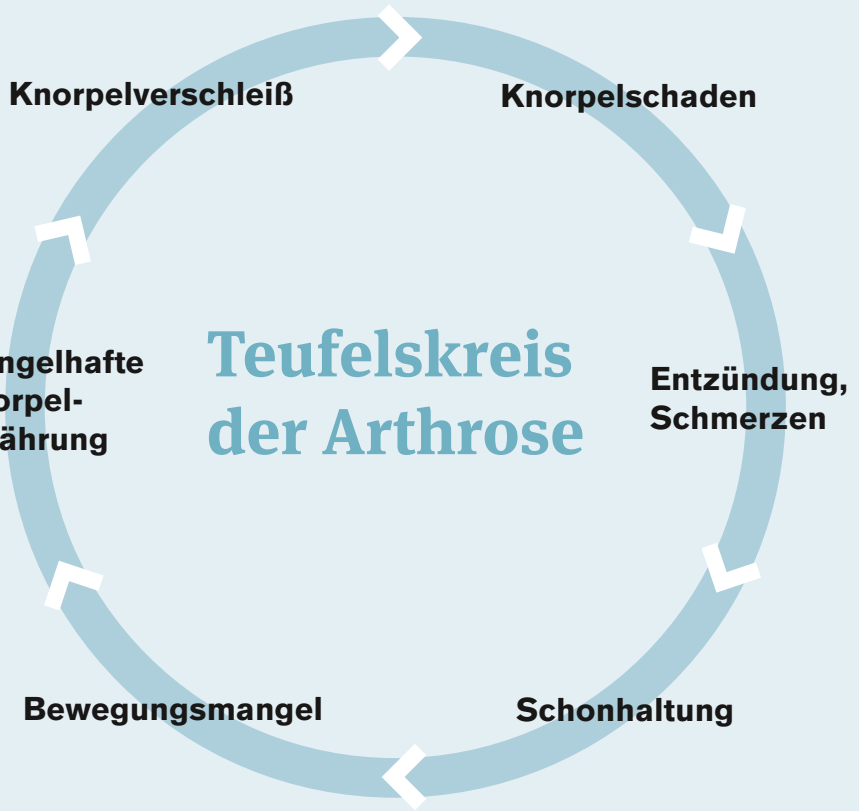 Knorpelverschleiß
Knorpelschaden
Teufelskreis
der Arthrose
ngelhafte
orpel-
ährung
Entzündung,
Schmerzen
Bewegungsmangel
Schonhaltung